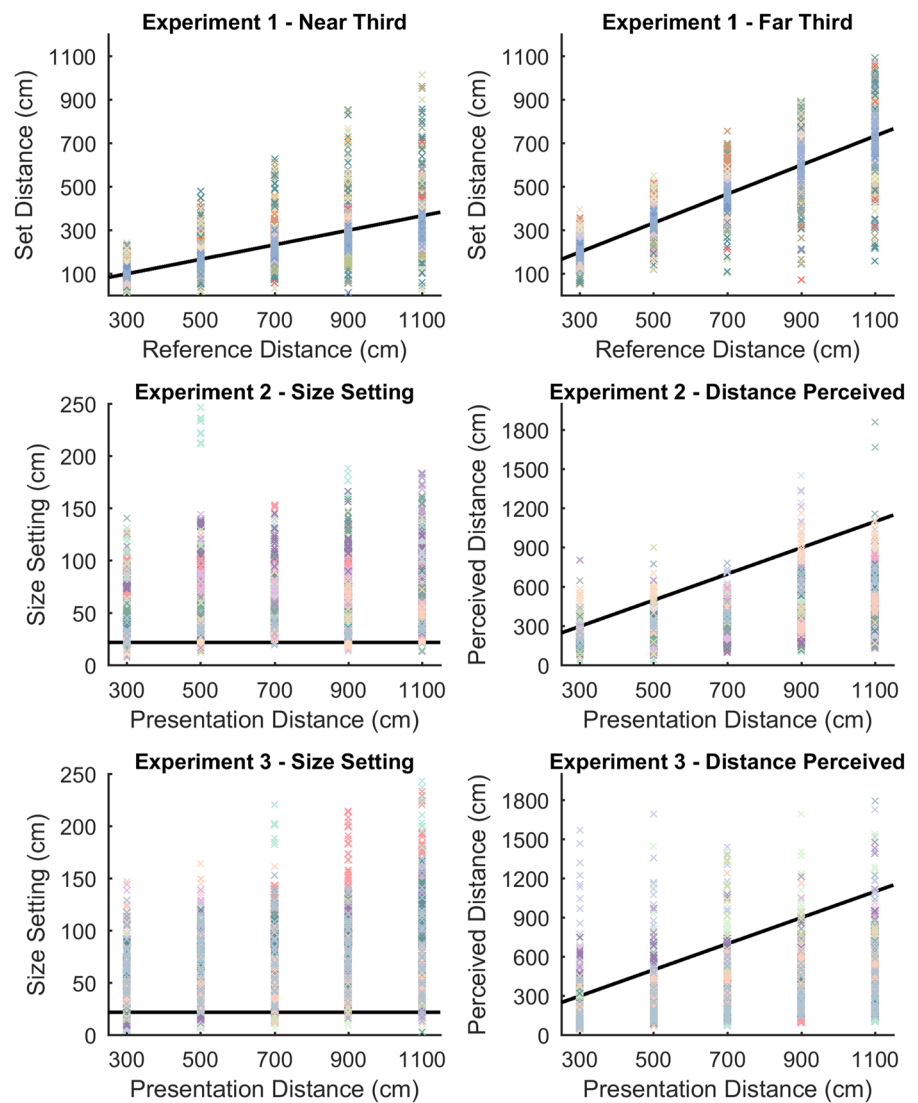 Experiment 1 - Near Third
Set Distance (cm)
1100
900
700
500
300
100
300 500 700 900 1100
Reference Distance (cm)
Experiment 1 - Far Third
Set Distance (cm)
1100
900
700
500
300
100
300 500 700 900 1100
Reference Distance (cm)
Experiment 2 - Size Setting
Size Setting (cm)
250
200
150
100
50
0
300 500 700 900 1100
Presentation Distance (cm)
Experiment 2 - Distance Perceived
Perceived Distance (cm)
1800
1500
1200
900
600
300
0
300 500 700 900 1100
Presentation Distance (cm)
Experiment 3 - Size Setting
Size Setting (cm)
250
200
150
100
50
0
300 500 700 900 1100
Presentation Distance (cm)
Experiment 3 - Distance Perceived
Perceived Distance (cm)
1800
1500
1200
900
600
300
0
300 500 700 900 1100
Presentation Distance (cm)